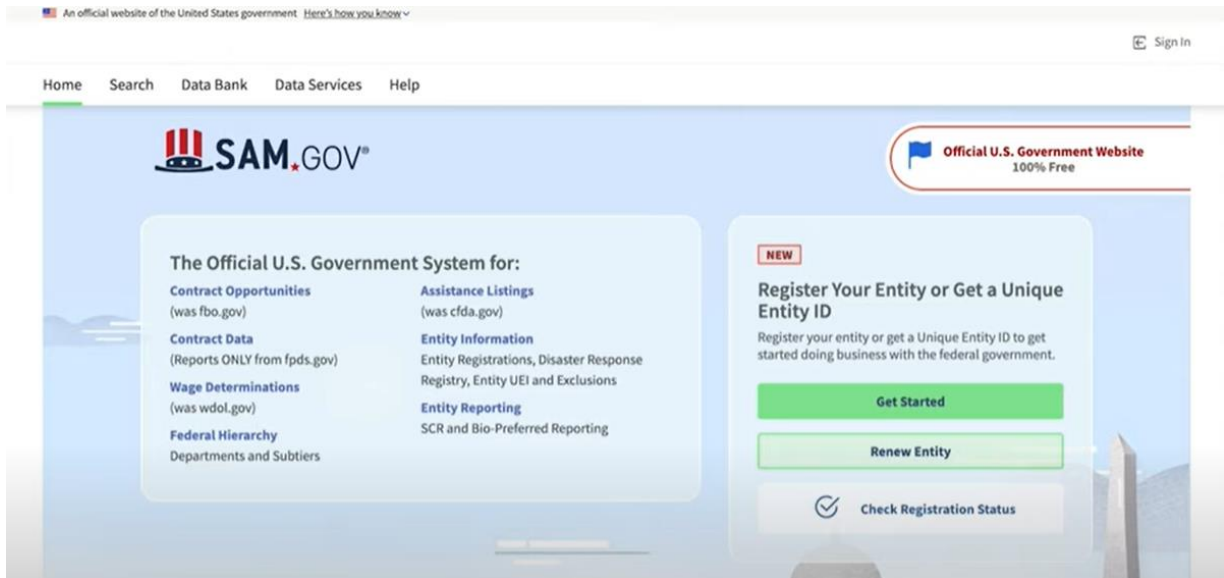 An official website of the United States government Here's how you know
Sign In
Home Search Data Bank Data Services Help
SAM.GOV®
Official U.S. Government Website
100% Free
The Official U.S. Government System for:
Contract Opportunities
(was fbo.gov)
Contract Data
(Reports ONLY from fpds.gov)
Wage Determinations
(was wdol.gov)
Federal Hierarchy
Departments and Subtiers
Assistance Listings
(was cfda.gov)
Entity Information
Entity Registrations, Disaster Response
Registry, Entity UEI and Exclusions
Entity Reporting
SCR and Bio-Preferred Reporting
NEW
Register Your Entity or Get a Unique
Entity ID
Register your entity or get a Unique Entity ID to get
started doing business with the federal government.
Get Started
Renew Entity
Check Registration Status